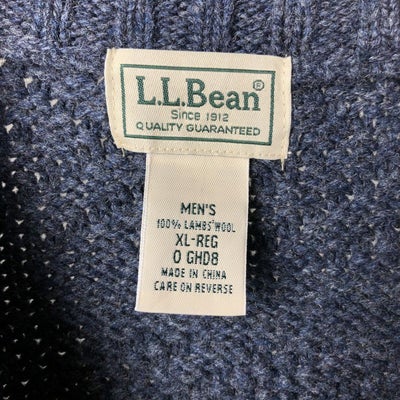 L.L.Bean®
Since 1912
QUALITY GUARANTEED
MEN'S
100% LAMBS' WOOL
XL-REG
0 GHD8
MADE IN CHINA
CARE ON REVERSE